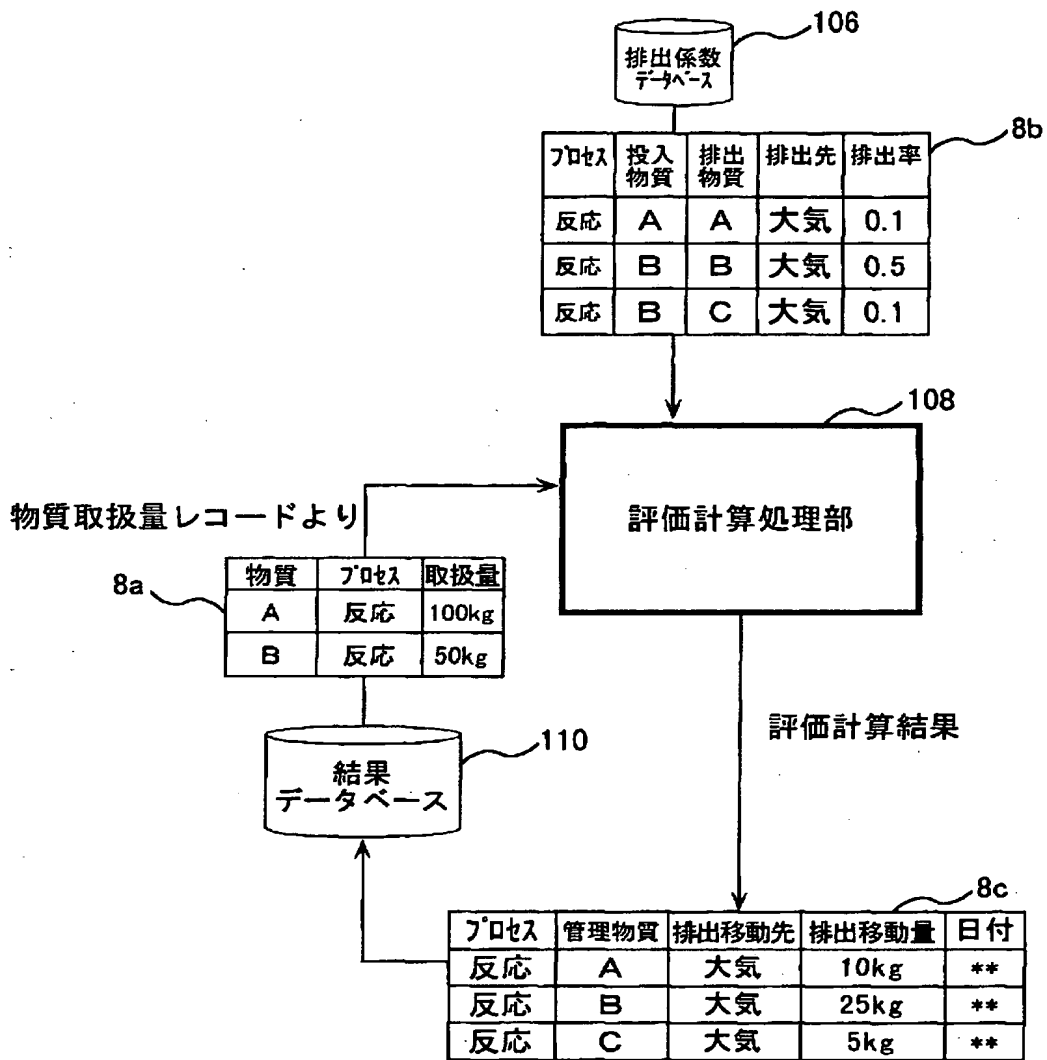 106
排出係数
データベース
8b
プロセス 投入物質 排出物質 排出先 排出率
反応 A A 大気 0.1
反応 B B 大気 0.5
反応 B C 大気 0.1
108
評価計算処理部
物質取扱量レコードより
8a
物質 プロセス 取扱量
A 反応 100kg
B 反応 50kg
評価計算結果
110
結果
データベース
8c
プロセス 管理物質 排出移動先 排出移動量 日付
反応 A 大気 10kg **
反応 B 大気 25kg **
反応 C 大気 5kg **